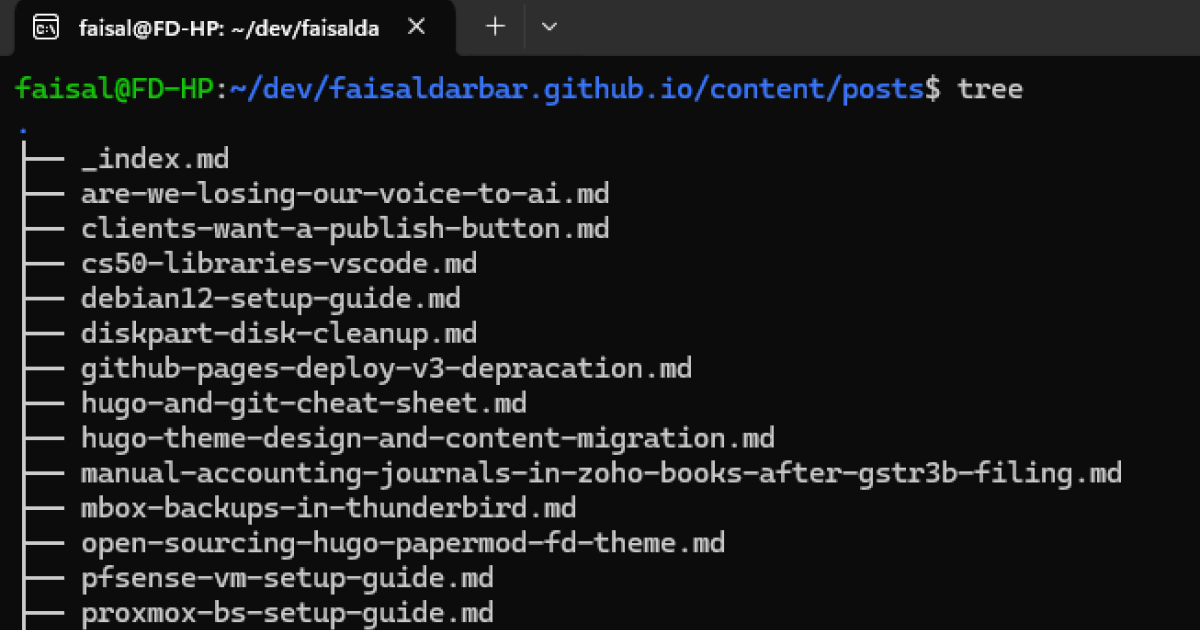 faisal@FD-HP: ~/dev/faisalda
faisal@FD-HP:~/dev/faisaldarbar.github.io/content/posts$ tree
.
├── _index.md
├── are-we-losing-our-voice-to-ai.md
├── clients-want-a-publish-button.md
├── cs50-libraries-vscode.md
├── debian12-setup-guide.md
├── diskpart-disk-cleanup.md
├── github-pages-deploy-v3-depracation.md
├── hugo-and-git-cheat-sheet.md
├── hugo-theme-design-and-content-migration.md
├── manual-accounting-journals-in-zoho-books-after-gstr3b-filing.md
├── mbox-backups-in-thunderbird.md
├── open-sourcing-hugo-papermod-fd-theme.md
├── pfsense-vm-setup-guide.md
├── proxmox-bs-setup-guide.md